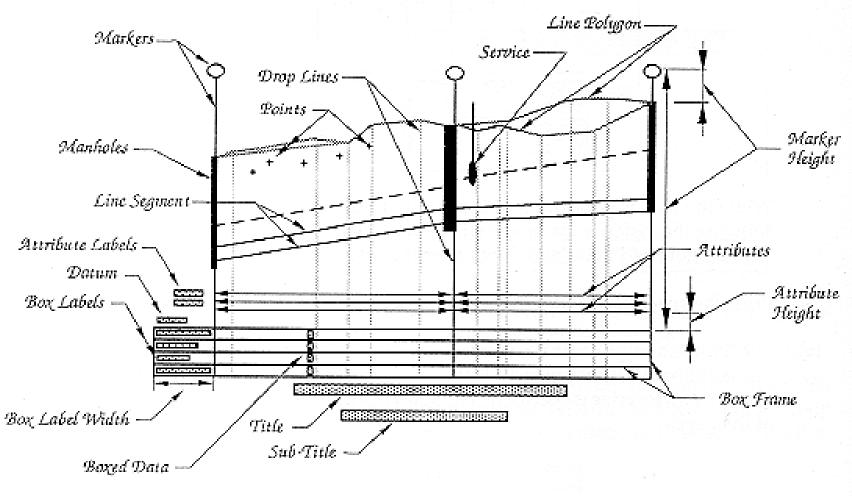 Line Polygon
Markers
Service
Drop Lines
Points
Manholes
Marker
Height
Line Segment
Attribute Labels
Attributes
Datum
Box Labels
Attribute
Height
Box Frame
Box Label Width
Title
Sub-Title
Boxed Data